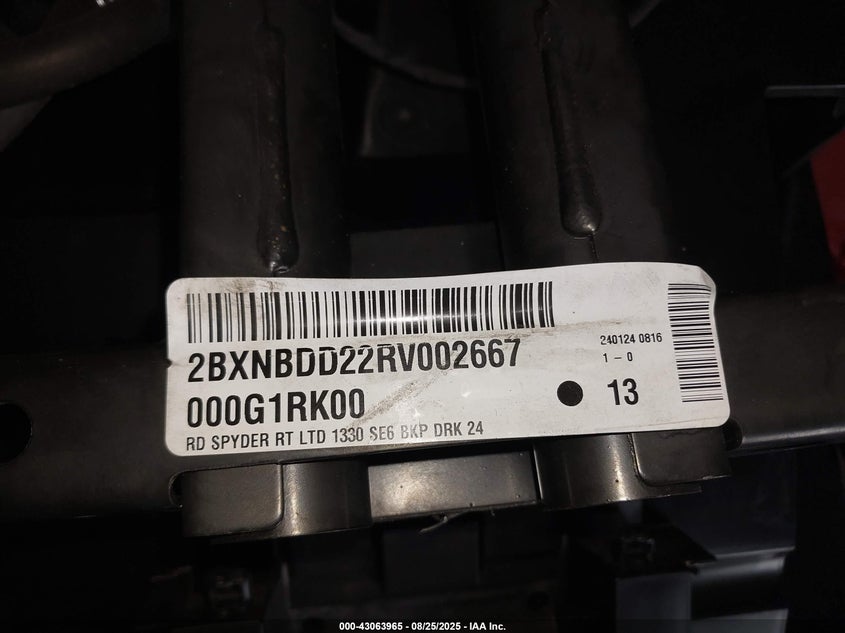 2BXNBDD22RV002667
000G1RK00
RD SPYDER RT LTD 1330 SE6 BKP DRK 24
240124 0816
1 - 0
13
000-43063965 - 08/25/2025 - IAA Inc.